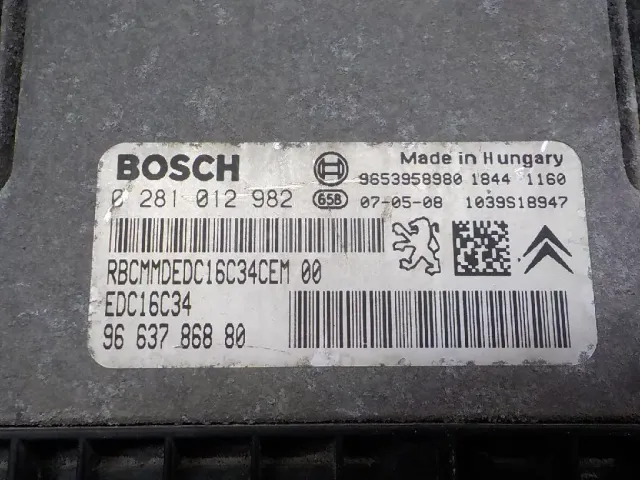 BOSCH Made in Hungary
9653958980 1844 1160
0 281 012 982 65B 07-05-08 1039S18947
RBCMMDEDC16C34CEM 00
EDC16C34
96 637 868 80